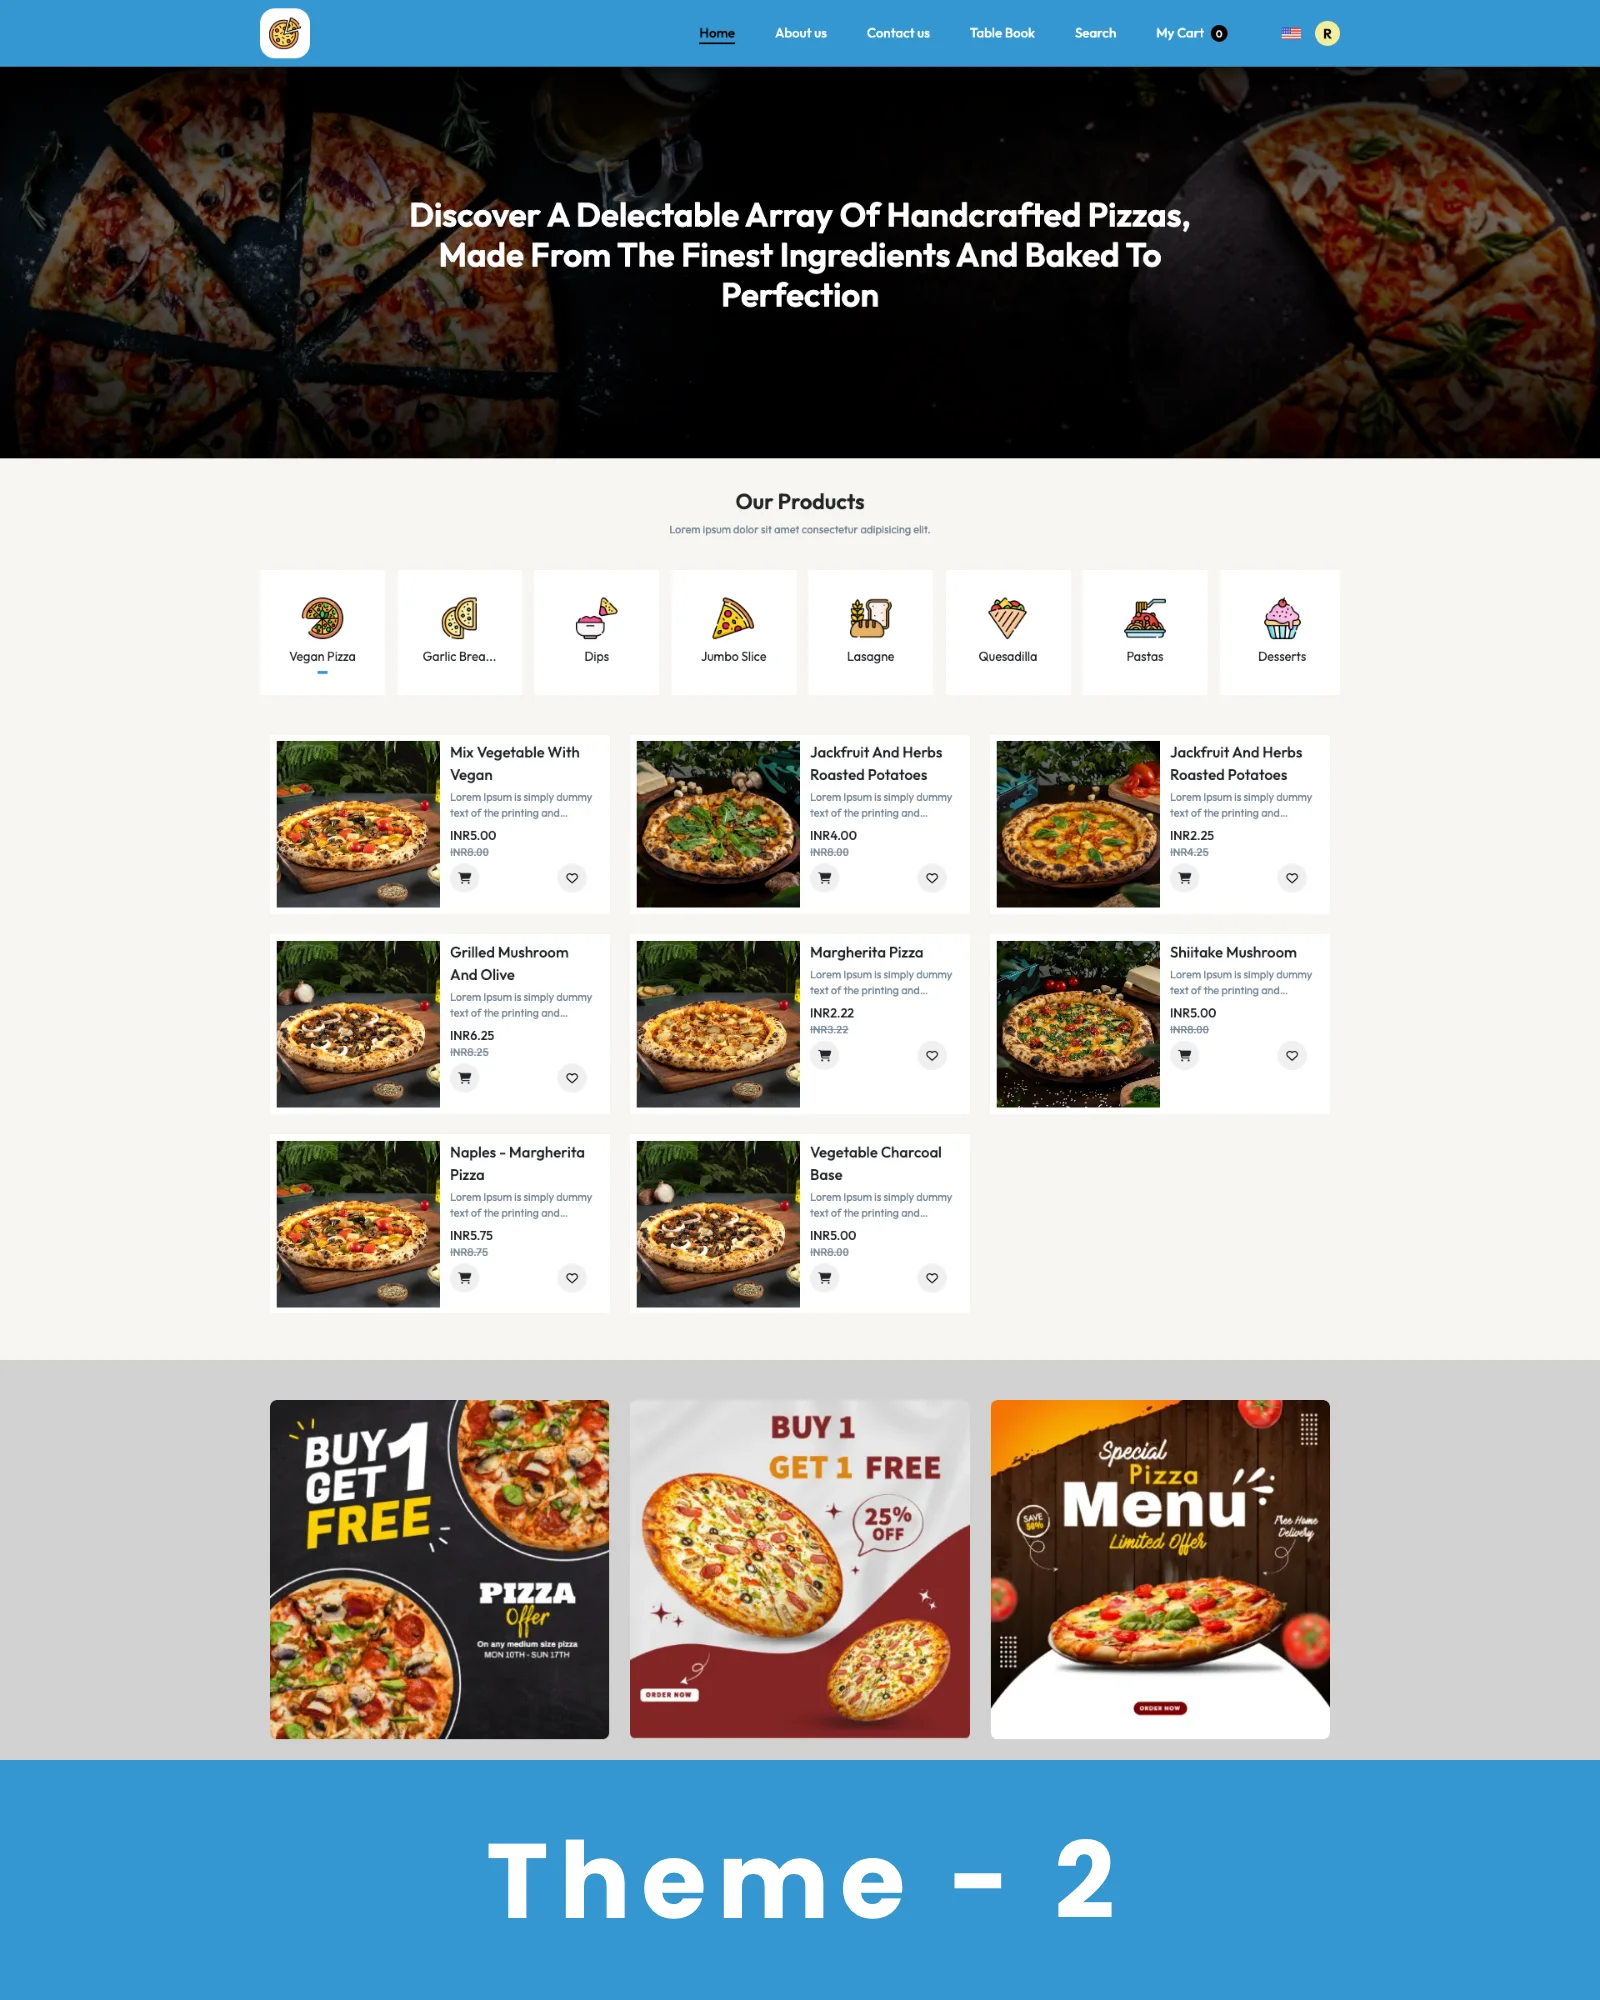 Home
About us
Contact us
Table Book
Search
My Cart 0
R
Discover A Delectable Array Of Handcrafted Pizzas,
Made From The Finest Ingredients And Baked To
Perfection
Our Products
Lorem ipsum dolor sit amet consectetur adipisicing elit.
Vegan Pizza
Garlic Brea...
Dips
Jumbo Slice
Lasagne
Quesadilla
Pastas
Desserts
Mix Vegetable With
Vegan
Lorem Ipsum is simply dummy
text of the printing and...
INR5.00
INR8.00
Jackfruit And Herbs
Roasted Potatoes
Lorem Ipsum is simply dummy
text of the printing and...
INR4.00
INR8.00
Jackfruit And Herbs
Roasted Potatoes
Lorem Ipsum is simply dummy
text of the printing and...
INR2.25
INR4.25
Grilled Mushroom
And Olive
Lorem Ipsum is simply dummy
text of the printing and...
INR6.25
INR8.25
Margherita Pizza
Lorem Ipsum is simply dummy
text of the printing and...
INR2.22
INR3.22
Shiitake Mushroom
Lorem Ipsum is simply dummy
text of the printing and...
INR5.00
INR8.00
Naples - Margherita
Pizza
Lorem Ipsum is simply dummy
text of the printing and...
INR5.75
INR8.75
Vegetable Charcoal
Base
Lorem Ipsum is simply dummy
text of the printing and...
INR5.00
INR8.00
BUY 1
GET
FREE
PIZZA
Offer
On any medium size pizza
MON 10TH - SUN 17TH
BUY 1
GET 1 FREE
25%
OFF
ORDER NOW
Special
Pizza
Menu
Limited Offer
SAVE
50%
Free Home
Delivery
ORDER NOW
Theme - 2